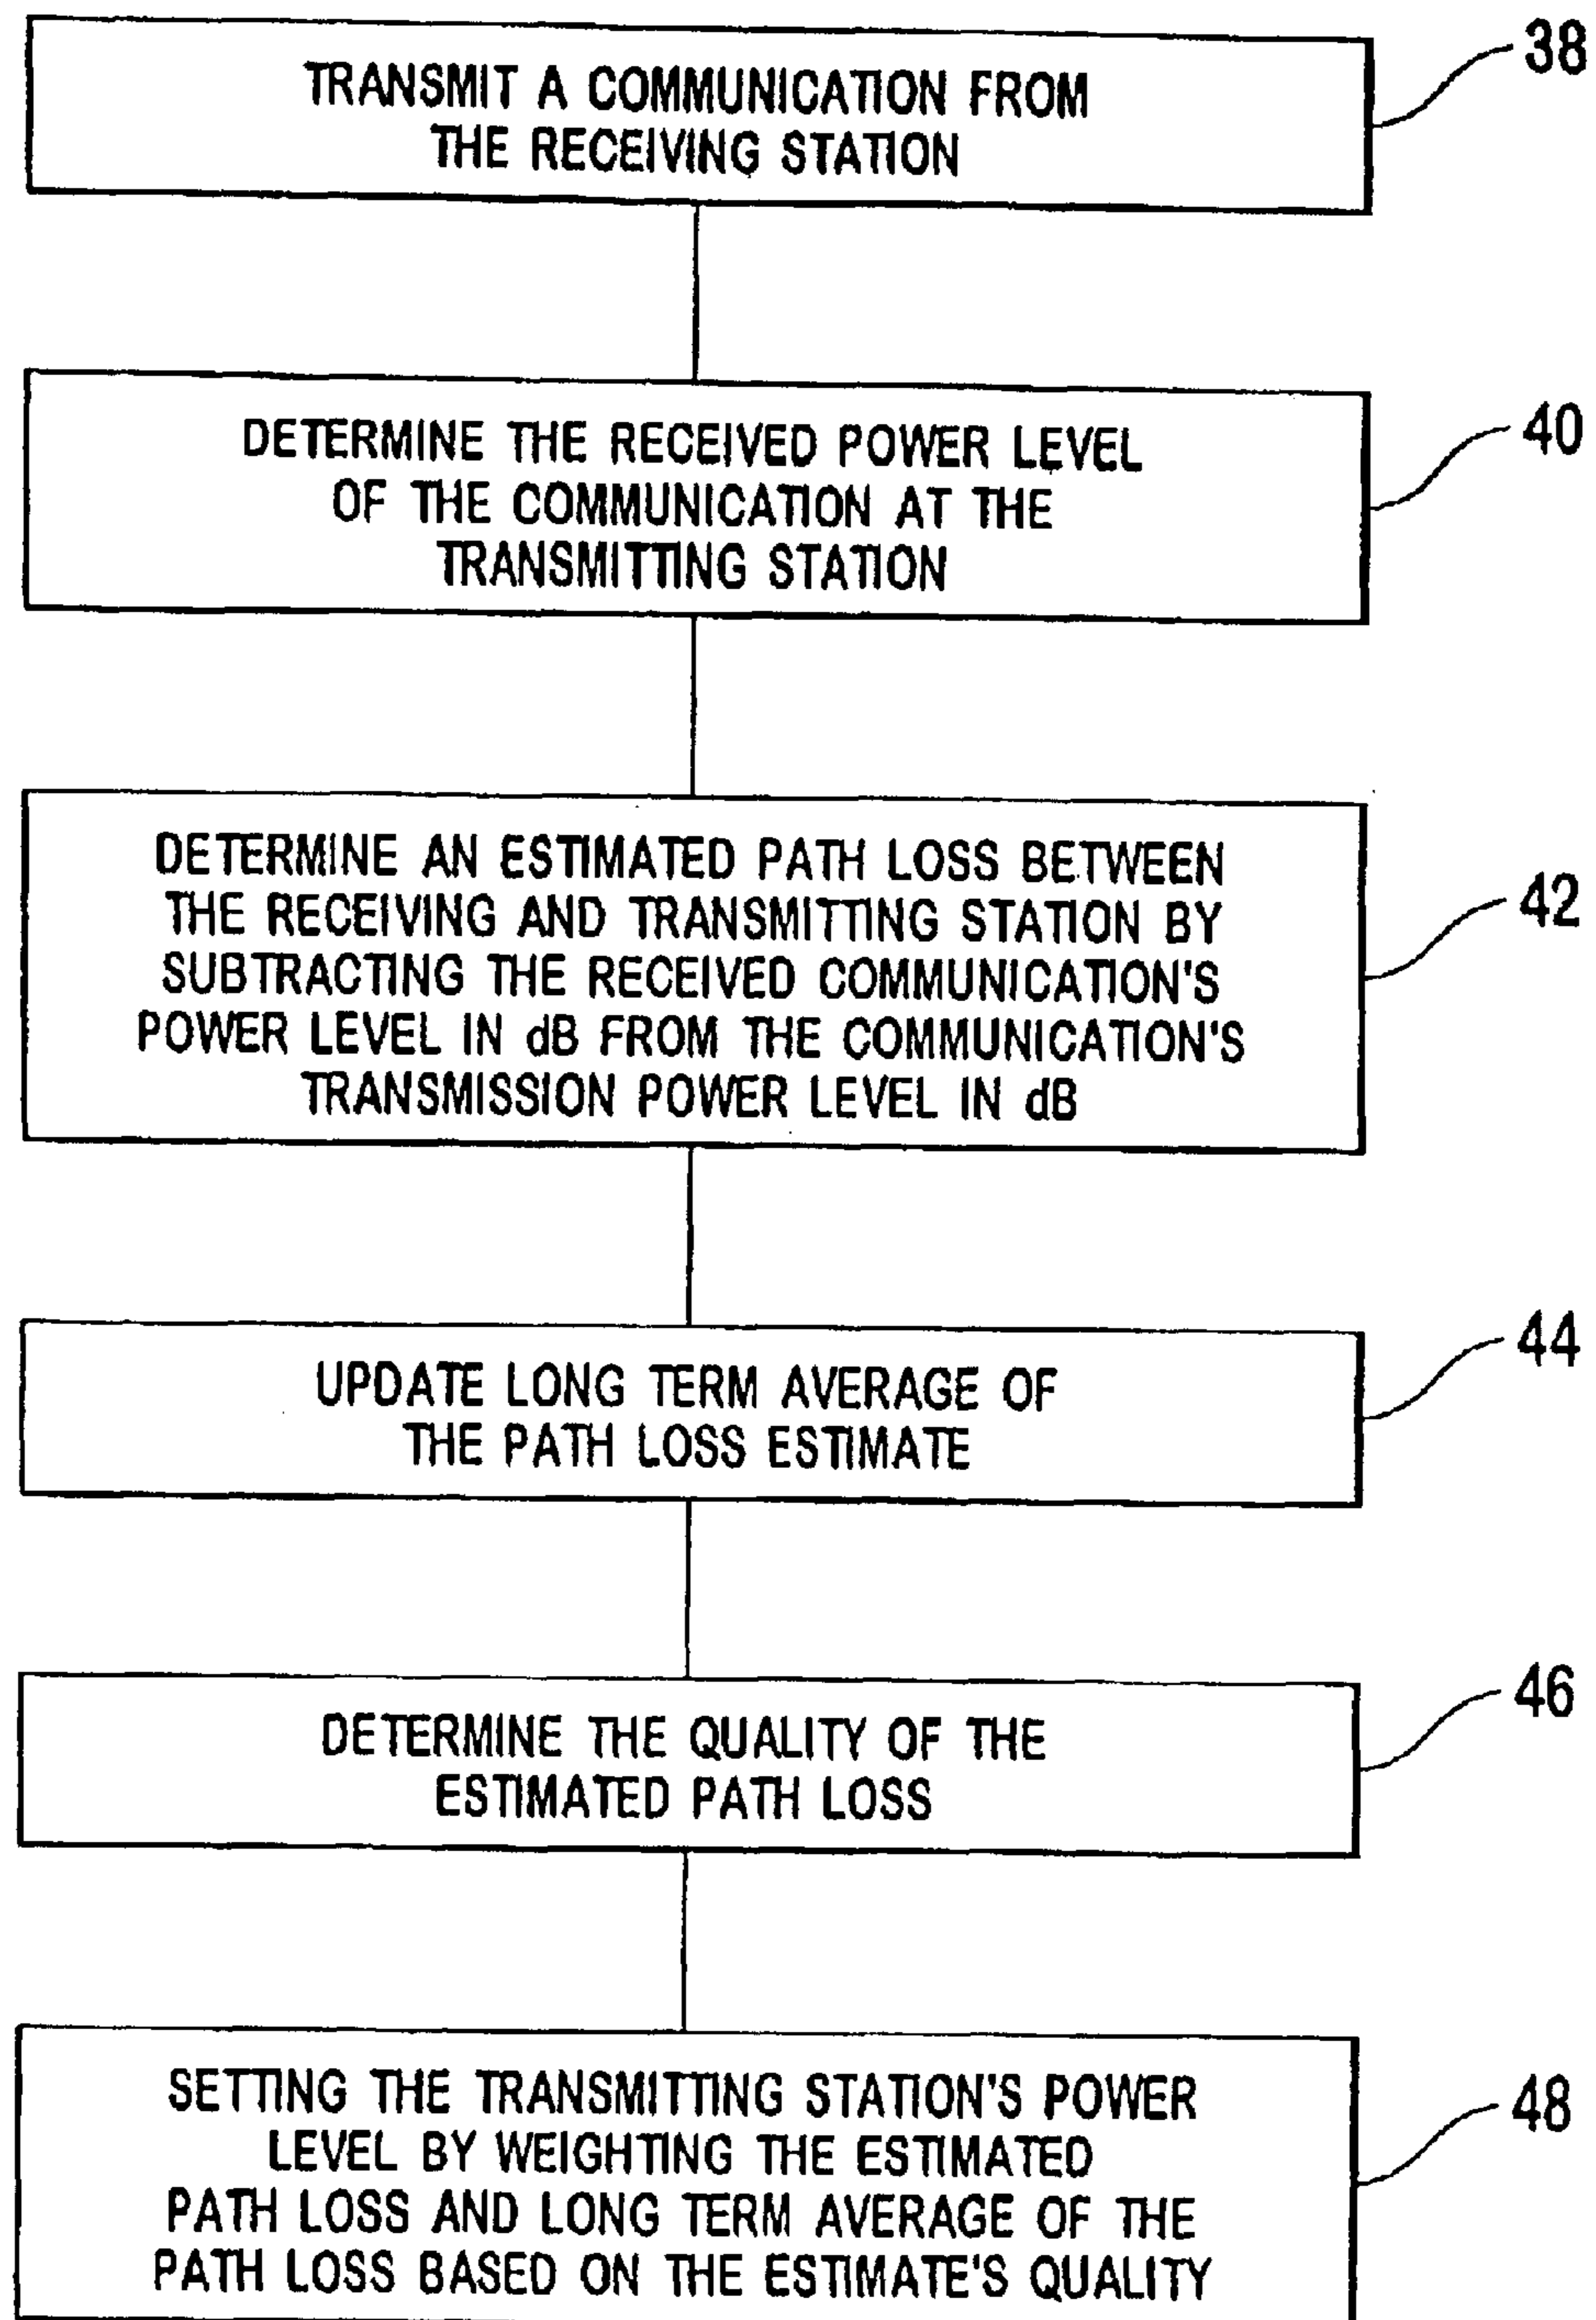 TRANSMIT A COMMUNICATION FROM
THE RECEIVING STATION
38
DETERMINE THE RECEIVED POWER LEVEL
OF THE COMMUNICATION AT THE
TRANSMITTING STATION
40
DETERMINE AN ESTIMATED PATH LOSS BETWEEN
THE RECEIVING AND TRANSMITTING STATION BY
SUBTRACTING THE RECEIVED COMMUNICATION'S
POWER LEVEL IN dB FROM THE COMMUNICATION'S
TRANSMISSION POWER LEVEL IN dB
42
UPDATE LONG TERM AVERAGE OF
THE PATH LOSS ESTIMATE
44
DETERMINE THE QUALITY OF THE
ESTIMATED PATH LOSS
46
SETTING THE TRANSMITTING STATION'S POWER
LEVEL BY WEIGHTING THE ESTIMATED
PATH LOSS AND LONG TERM AVERAGE OF THE
PATH LOSS BASED ON THE ESTIMATE'S QUALITY
48